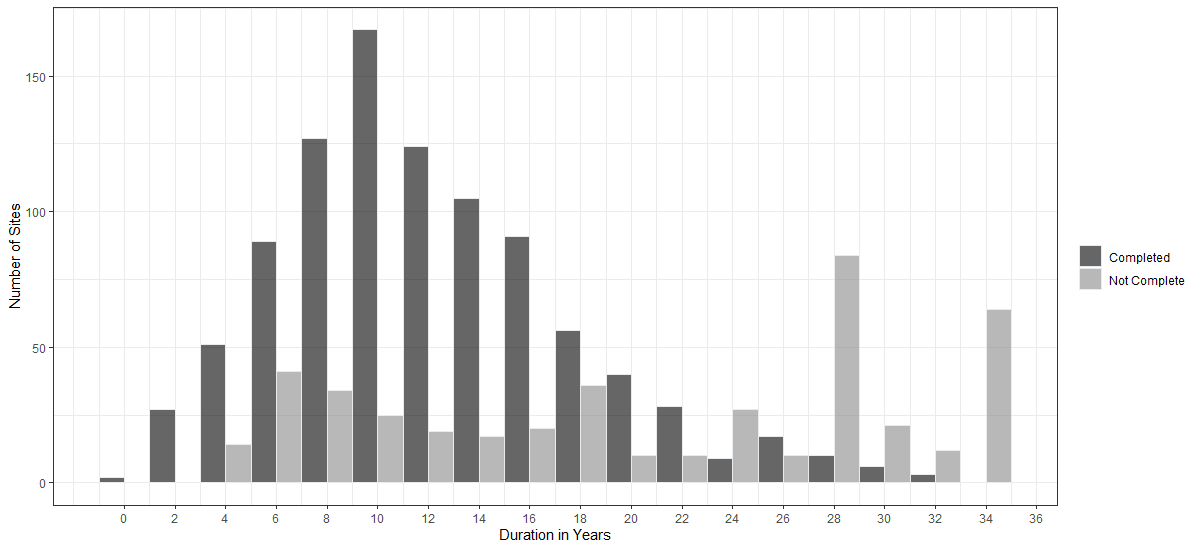 150
100
50
0
Number of Sites
0 2 4 6 8 10 12 14 16 18 20 22 24 26 28 30 32 34 36
Duration in Years
Completed
Not Complete